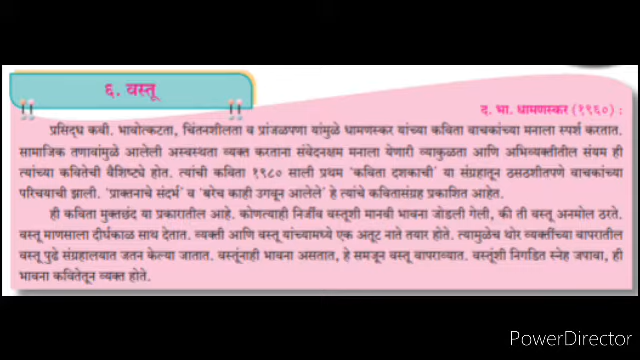 ६. वस्तू
द. भा. धामणस्कर (१९६०) :
प्रसिद्ध कवी. भावोत्कटता, चिंतनशीलता व प्रांजळपणा यांमुळे धामणस्कर यांच्या कविता वाचकांच्या मनाला स्पर्श करतात.
सामाजिक तणावांमुळे आलेली अस्वस्थता व्यक्त करताना संवेदनक्षम मनाला येणारी व्याकुळता आणि अभिव्यक्तीतील संयम ही
त्यांच्या कवितेची वैशिष्ट्ये होत. त्यांची कविता १९८० साली प्रथम ‘कविता दशकाची’ या संग्रहातून ठसठशीतपणे वाचकांच्या
परिचयाची झाली. ‘प्राक्तनाचे संदर्भ’ व ‘बरेच काही उगवून आलेले’ हे त्यांचे कवितासंग्रह प्रकाशित आहेत.
ही कविता मुक्तछंद या प्रकारातील आहे. कोणत्याही निर्जीव वस्तूशी मानवी भावना जोडली गेली, की ती वस्तू अनमोल ठरते.
वस्तू माणसाला दीर्घकाळ साथ देतात. व्यक्ती आणि वस्तू यांच्यामध्ये एक अतूट नाते तयार होते. त्यामुळेच थोर व्यक्तींच्या वापरातील
वस्तू पुढे संग्रहालयात जतन केल्या जातात. वस्तूंनाही भावना असतात, हे समजून वस्तू वापराव्यात. वस्तूंशी निगडित स्नेह जपावा, ही
भावना कवितेतून व्यक्त होते.
PowerDirector